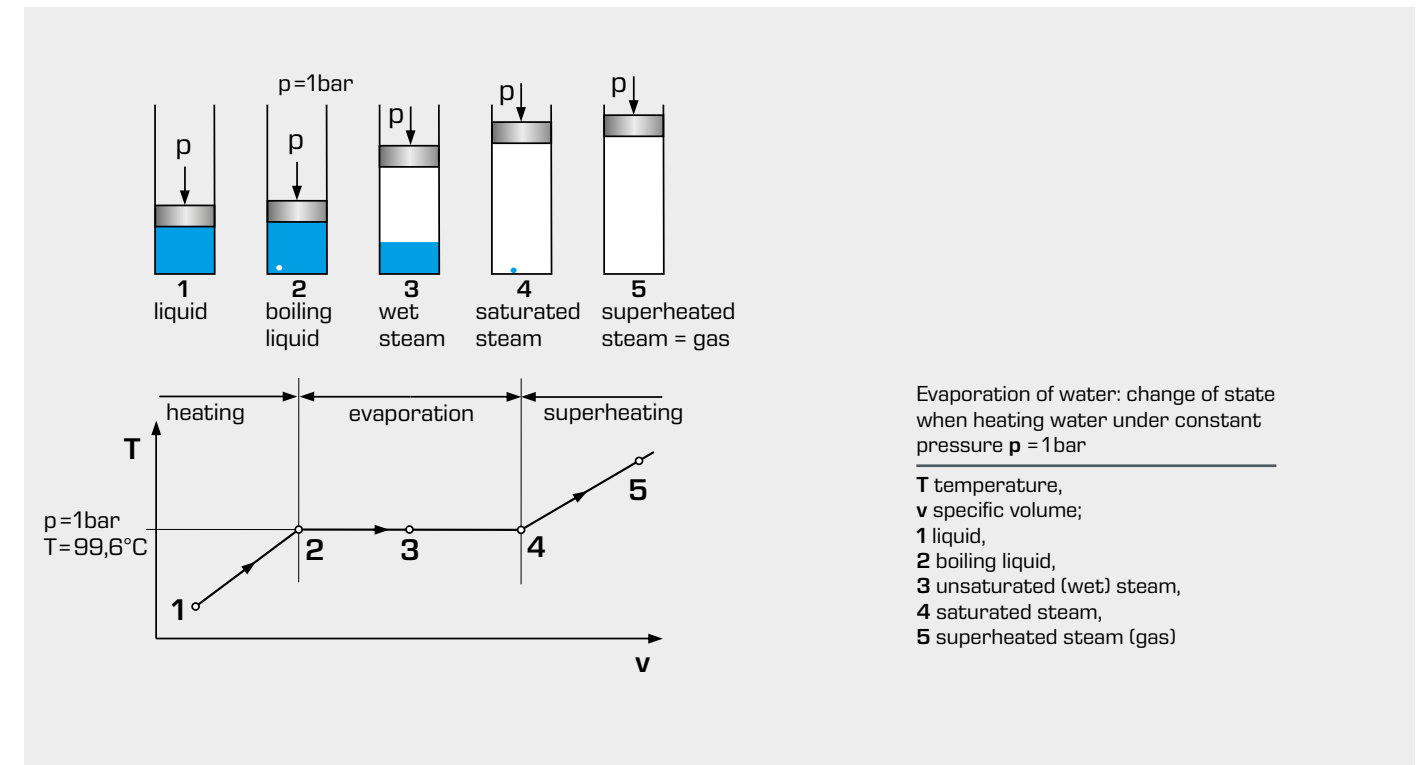 p=1bar
p
p
p
p
p
1
liquid
2
boiling
liquid
3
wet
steam
4
saturated
steam
5
superheated
steam = gas
heating
evaporation
superheating
T
p=1bar
T=99,6°C
1
2
3
4
5
v
Evaporation of water: change of state
when heating water under constant
pressure p =1bar
T temperature,
v specific volume;
1 liquid,
2 boiling liquid,
3 unsaturated (wet) steam,
4 saturated steam,
5 superheated steam (gas)